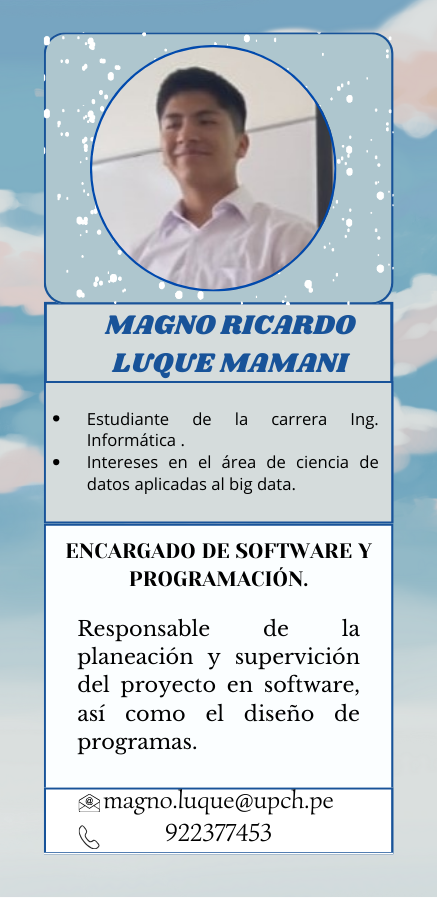 MAGNO RICARDO
LUQUE MAMANI
• Estudiante de la carrera Ing.
Informática .
• Intereses en el área de ciencia de
datos aplicadas al big data.
ENCARGADO DE SOFTWARE Y
PROGRAMACIÓN.
Responsable de la
planeación y supervición
del proyecto en software,
así como el diseño de
programas.
magno.luque@upch.pe
922377453